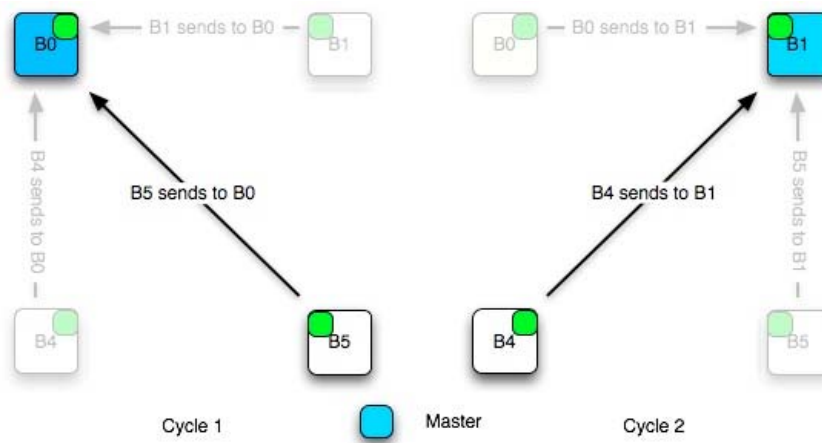 B0
B1 sends to B0
B1
B0
B0 sends to B1
B1
B4 sends to B0
B5 sends to B0
B4 sends to B1
B5 sends to B1
B4
B5
B4
B5
Cycle 1
Master
Cycle 2